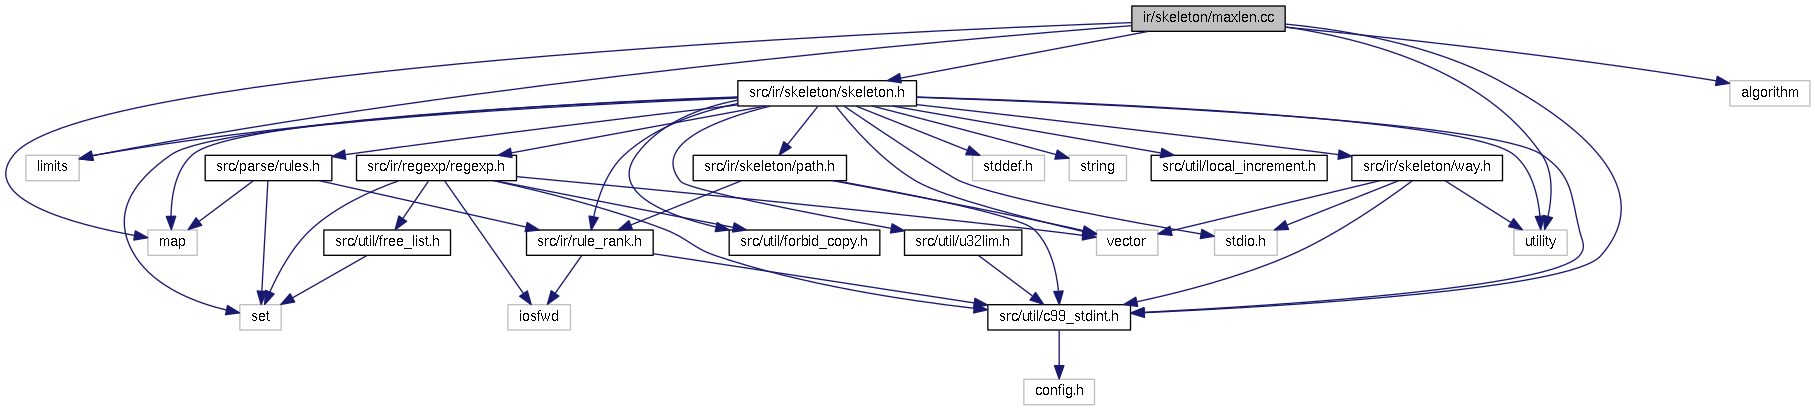 ir/skeleton/maxlen.cc
src/ir/skeleton/skeleton.h
algorithm
limits
src/parse/rules.h
src/ir/regexp/regexp.h
src/ir/skeleton/path.h
stddef.h
string
src/util/local_increment.h
src/ir/skeleton/way.h
map
src/util/free_list.h
src/ir/rule_rank.h
src/util/forbid_copy.h
src/util/u32lim.h
vector
stdio.h
utility
set
iosfwd
src/util/c99_stdint.h
config.h